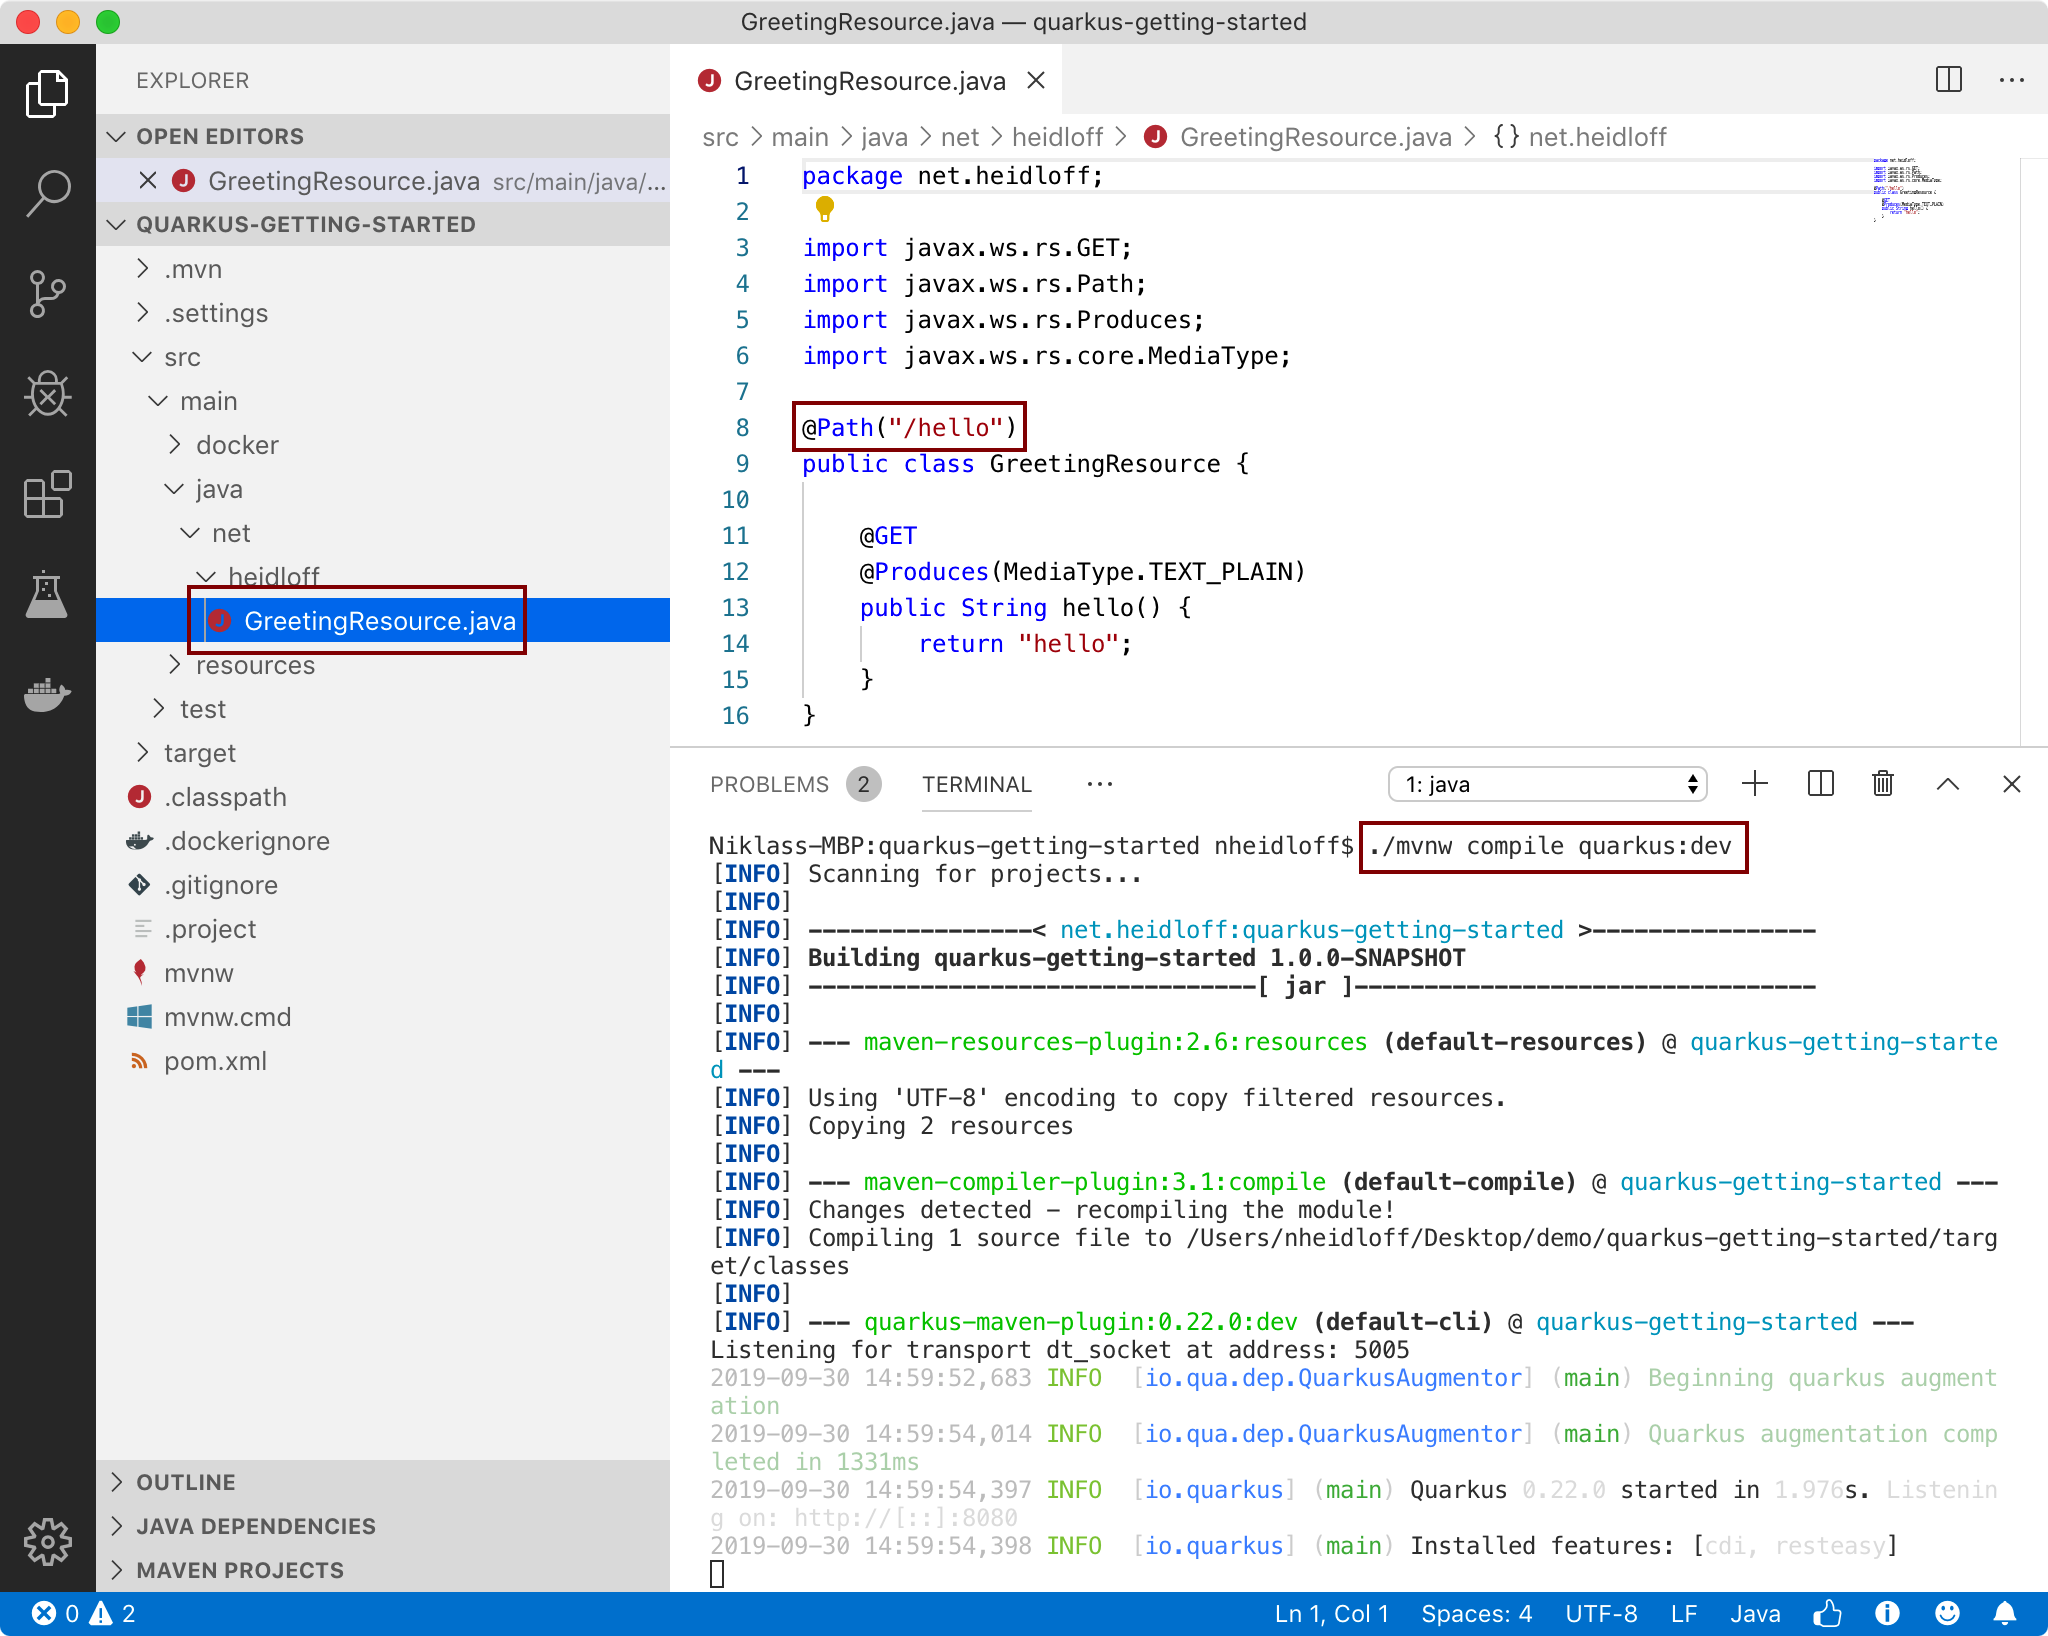 GreetingResource.java — quarkus-getting-started
EXPLORER
OPEN EDITORS
GreetingResource.java src/main/java/...
QUARKUS-GETTING-STARTED
.mvn
.settings
src
main
docker
java
net
heidloff
GreetingResource.java
resources
test
target
.classpath
.dockerignore
.gitignore
.project
mvnw
mvnw.cmd
pom.xml
OUTLINE
JAVA DEPENDENCIES
MAVEN PROJECTS
GreetingResource.java
src > main > java > net > heidloff > GreetingResource.java > {} net.heidloff
1 package net.heidloff;
2
3 import javax.ws.rs.GET;
4 import javax.ws.rs.Path;
5 import javax.ws.rs.Produces;
6 import javax.ws.rs.core.MediaType;
7
8 @Path("/hello")
9 public class GreetingResource {
10
11 @GET
12 @Produces(MediaType.TEXT_PLAIN)
13 public String hello() {
14 return "hello";
15 }
16 }
PROBLEMS 2 TERMINAL ... 1: java
Niklass-MBP:quarkus-getting-started nheidloff$ ./mvnw compile quarkus:dev
[INFO] Scanning for projects...
[INFO]
[INFO] ----------------< net.heidloff:quarkus-getting-started >----------------
[INFO] Building quarkus-getting-started 1.0.0-SNAPSHOT
[INFO] --------------------------------[ jar ]---------------------------------
[INFO]
[INFO] --- maven-resources-plugin:2.6:resources (default-resources) @ quarkus-getting-starte
d ---
[INFO] Using 'UTF-8' encoding to copy filtered resources.
[INFO] Copying 2 resources
[INFO]
[INFO] --- maven-compiler-plugin:3.1:compile (default-compile) @ quarkus-getting-started ---
[INFO] Changes detected - recompiling the module!
[INFO] Compiling 1 source file to /Users/nheidloff/Desktop/demo/quarkus-getting-started/targ
et/classes
[INFO]
[INFO] --- quarkus-maven-plugin:0.22.0:dev (default-cli) @ quarkus-getting-started ---
Listening for transport dt_socket at address: 5005
2019-09-30 14:59:52,683 INFO [io.qua.dep.QuarkusAugmentor] (main) Beginning quarkus augment
ation
2019-09-30 14:59:54,014 INFO [io.qua.dep.QuarkusAugmentor] (main) Quarkus augmentation comp
leted in 1331ms
2019-09-30 14:59:54,397 INFO [io.quarkus] (main) Quarkus 0.22.0 started in 1.976s. Listenin
g on: http://[::]:8080
2019-09-30 14:59:54,398 INFO [io.quarkus] (main) Installed features: [cdi, resteasy]
0 2 Ln 1, Col 1 Spaces: 4 UTF-8 LF Java